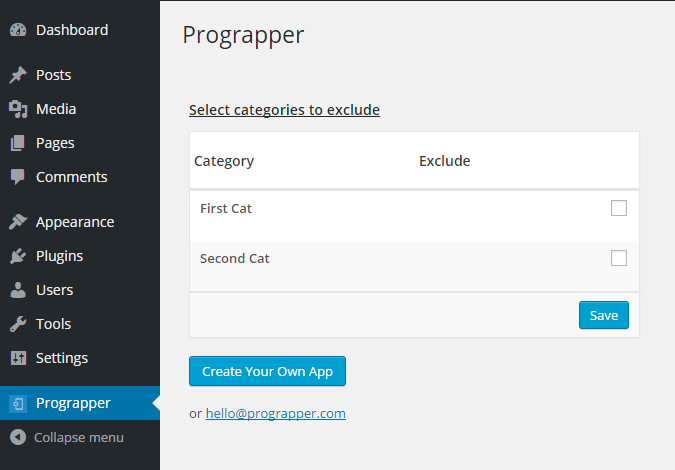 Dashboard
Posts
Media
Pages
Comments
Appearance
Plugins
Users
Tools
Settings
Prograpper
Collapse menu
Prograpper
Select categories to exclude
Category Exclude
First Cat
Second Cat
Save
Create Your Own App
or hello@prograpper.com